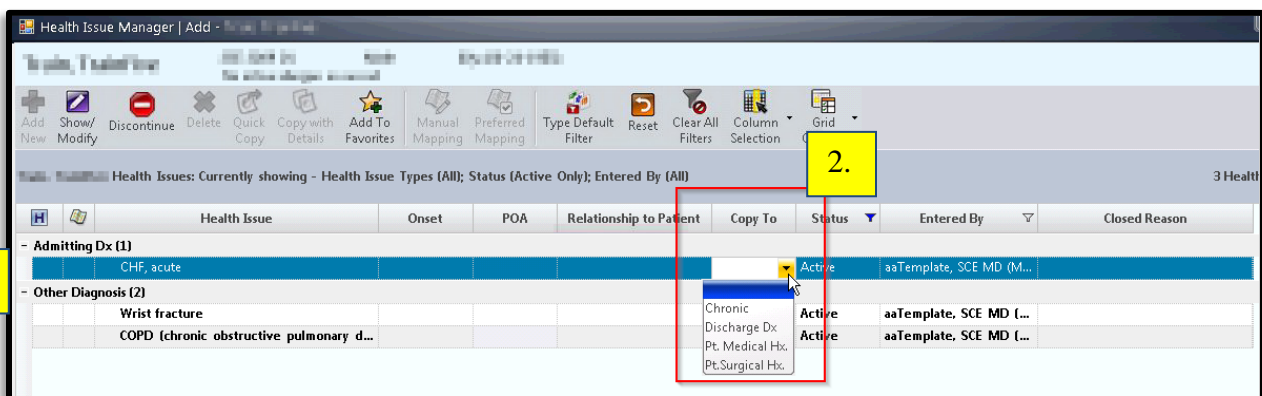 Health Issue Manager | Add -
Add New
Show/ Modify
Discontinue
Delete
Quick Copy
Copy with Details
Add To Favorites
Manual Mapping
Preferred Mapping
Type Default Filter
Reset
Clear All Filters
Column Selection
Grid
2.
Health Issues: Currently showing - Health Issue Types (All); Status (Active Only); Entered By (All)
3 Health
H Health Issue Onset POA Relationship to Patient Copy To Status Entered By Closed Reason
- Admitting Dx (1)
CHF, acute Active aaTemplate, SCE MD (M...
- Other Diagnosis (2)
Wrist fracture Active aaTemplate, SCE MD (...
COPD (chronic obstructive pulmonary d... Active aaTemplate, SCE MD (...
Chronic
Discharge Dx
Pt. Medical Hx.
Pt.Surgical Hx.